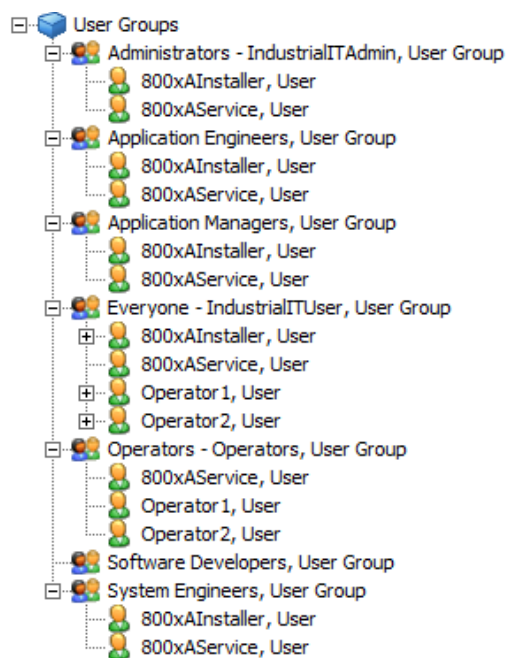 User Groups
Administrators - IndustrialITAdmin, User Group
800xAInstaller, User
800xAService, User
Application Engineers, User Group
800xAInstaller, User
800xAService, User
Application Managers, User Group
800xAInstaller, User
800xAService, User
Everyone - IndustrialITUser, User Group
800xAInstaller, User
800xAService, User
Operator1, User
Operator2, User
Operators - Operators, User Group
800xAService, User
Operator1, User
Operator2, User
Software Developers, User Group
System Engineers, User Group
800xAInstaller, User
800xAService, User